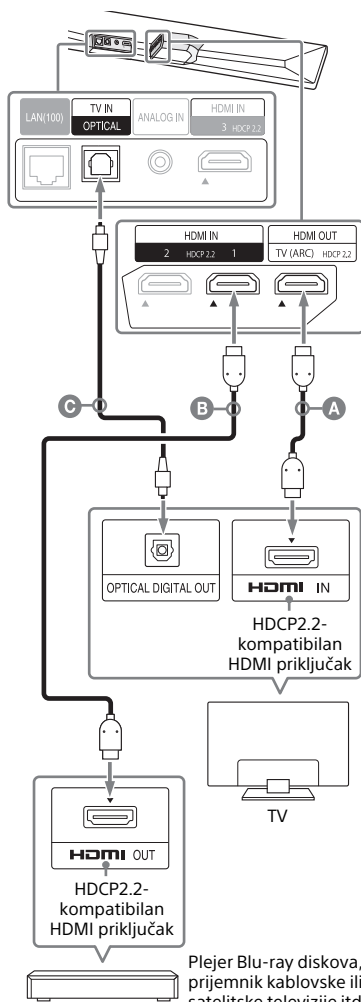 LAN(100)
TV IN
OPTICAL
ANALOG IN
HDMI IN
3 HDCP 2.2
HDMI IN
2 HDCP 2.2 1
HDMI OUT
TV (ARC) HDCP 2.2
C
B
A
OPTICAL DIGITAL OUT
HDMI IN
HDCP2.2-
kompatibilan
HDMI priključak
TV
HDMI OUT
HDCP2.2-
kompatibilan
HDMI priključak
Plejer Blu-ray diskova,
prijemnik kablovske ili
satelitske televizije itd